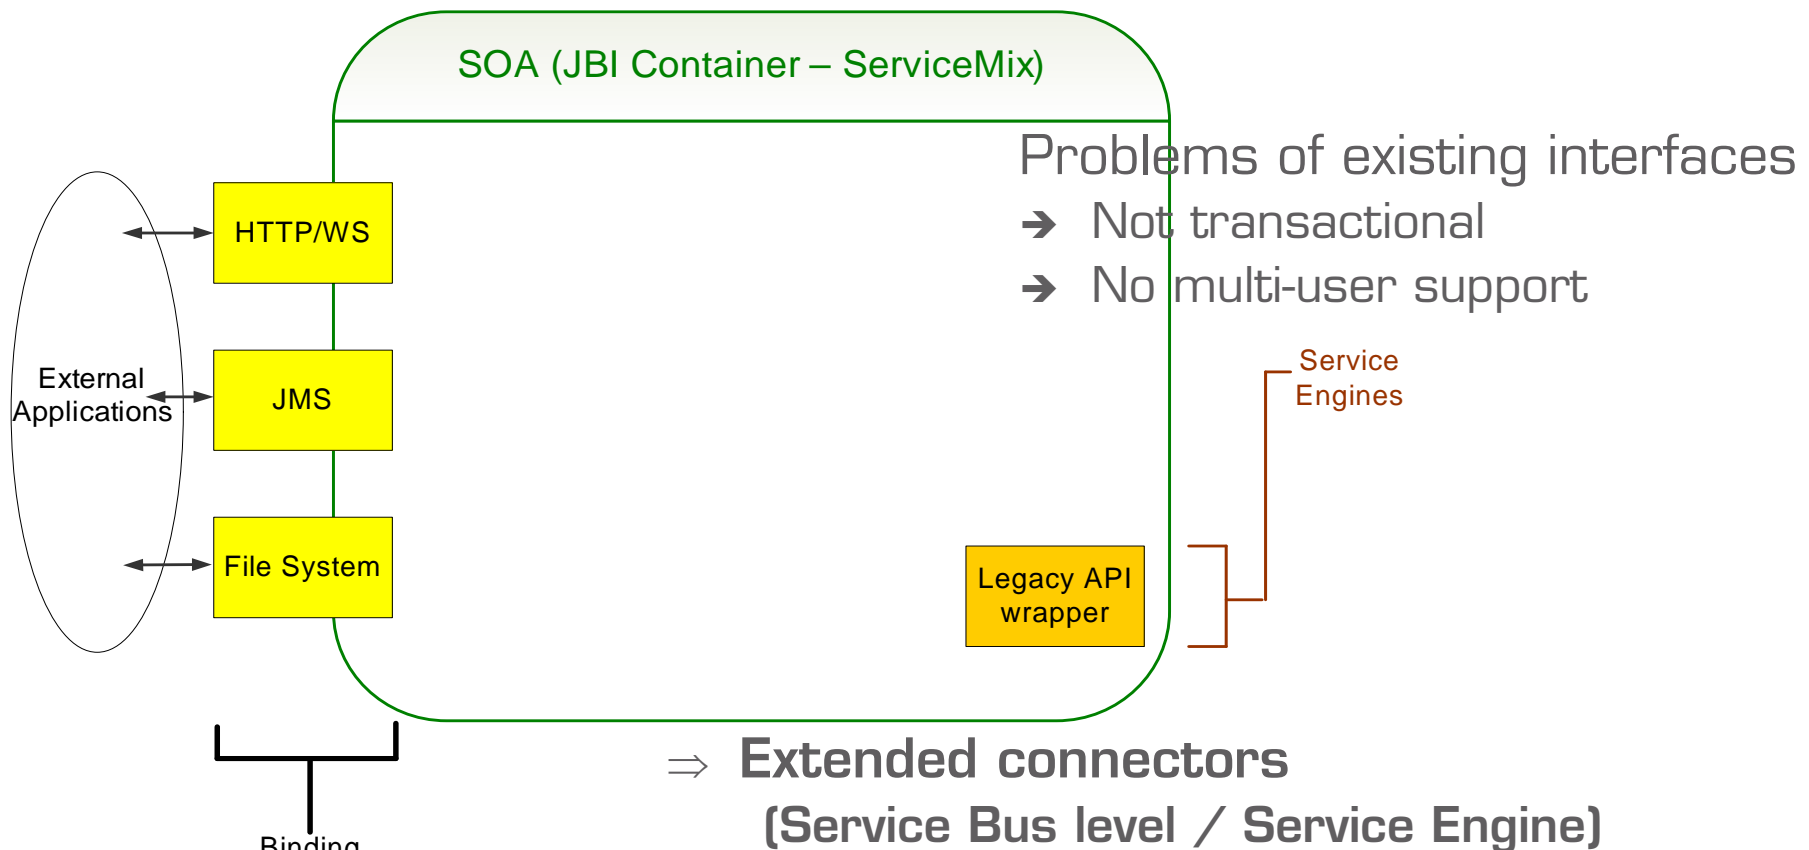 SOA (JBI Container – ServiceMix)
Problems of existing interfaces
➔ Not transactional
➔ No multi-user support
HTTP/WS
JMS
File System
External
Applications
Service
Engines
Legacy API
wrapper
⇒ Extended connectors
(Service Bus level / Service Engine)
Binding